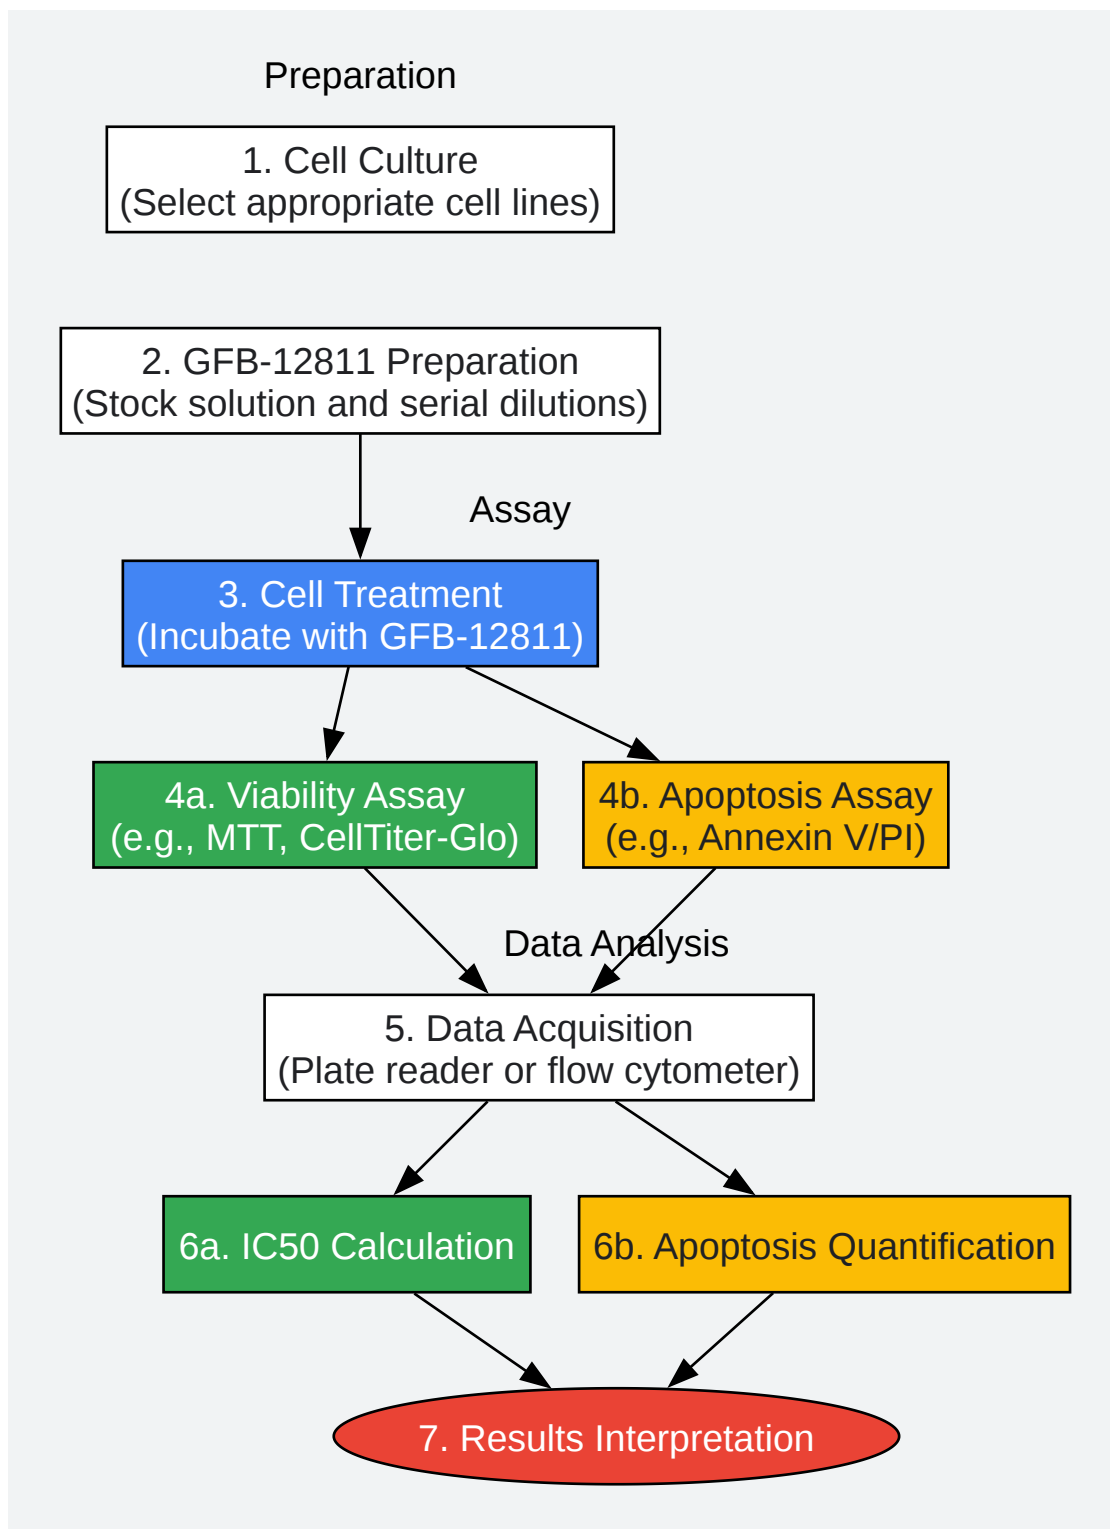 Preparation
1. Cell Culture
(Select appropriate cell lines)
2. GFB-12811 Preparation
(Stock solution and serial dilutions)
Assay
3. Cell Treatment
(Incubate with GFB-12811)
4a. Viability Assay
(e.g., MTT, CellTiter-Glo)
4b. Apoptosis Assay
(e.g., Annexin V/PI)
Data Analysis
5. Data Acquisition
(Plate reader or flow cytometer)
6a. IC50 Calculation
6b. Apoptosis Quantification
7. Results Interpretation